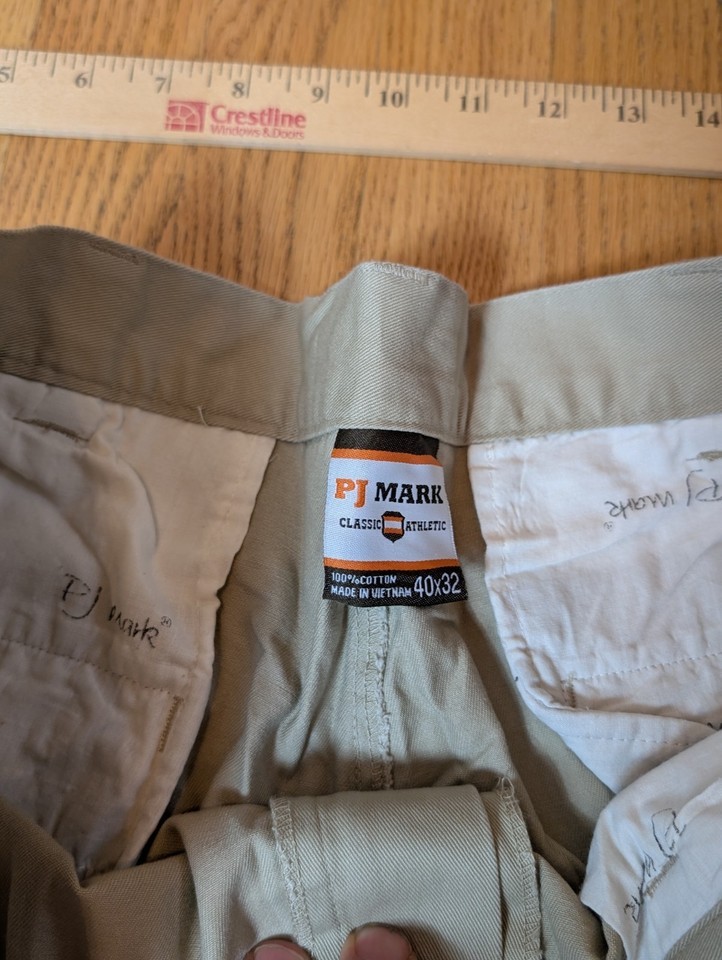 5 6 7 8 9 10 11 12 13 14
Crestline
Windows & Doors
PJ MARK
CLASSIC ATHLETIC
100% COTTON
MADE IN VIETNAM 40x32
PJ Mark
PJ Mark
PJ